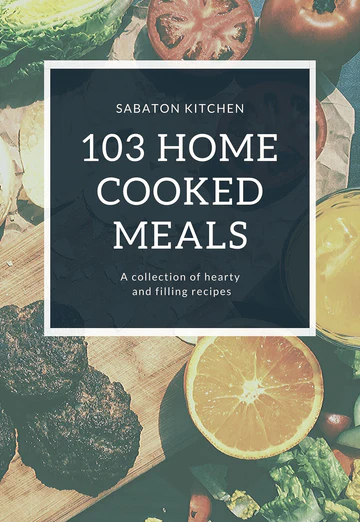 SABATON KITCHEN
103 HOME
COOKED
MEALS
A collection of hearty
and filling recipes